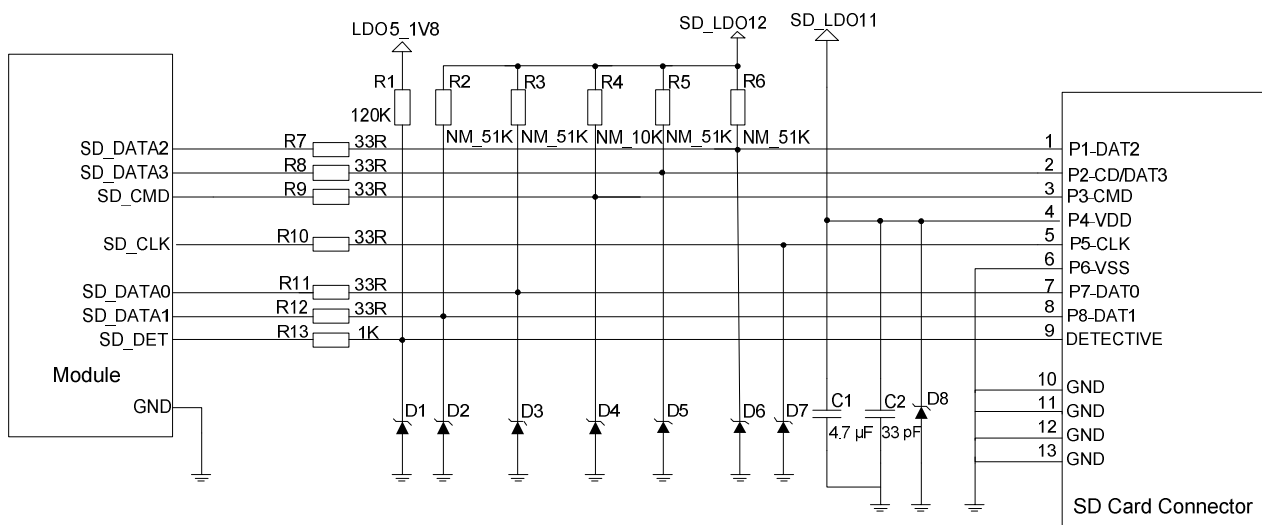 LDO5_1V8
SD_LDO12
SD_LDO11
R1
R2
R3
R4
R5
R6
120K
NM_51K
NM_51K
NM_10K
NM_51K
NM_51K
SD_DATA2
R7
33R
1
P1-DAT2
SD_DATA3
R8
33R
2
P2-CD/DAT3
SD_CMD
R9
33R
3
P3-CMD
4
P4-VDD
SD_CLK
R10
33R
5
P5-CLK
6
P6-VSS
SD_DATA0
R11
33R
7
P7-DAT0
SD_DATA1
R12
33R
8
P8-DAT1
SD_DET
R13
1K
9
DETECTIVE
Module
GND
D1
D2
D3
D4
D5
D6
D7
C1
4.7 µF
C2
33 pF
D8
10
GND
11
GND
12
GND
13
GND
SD Card Connector